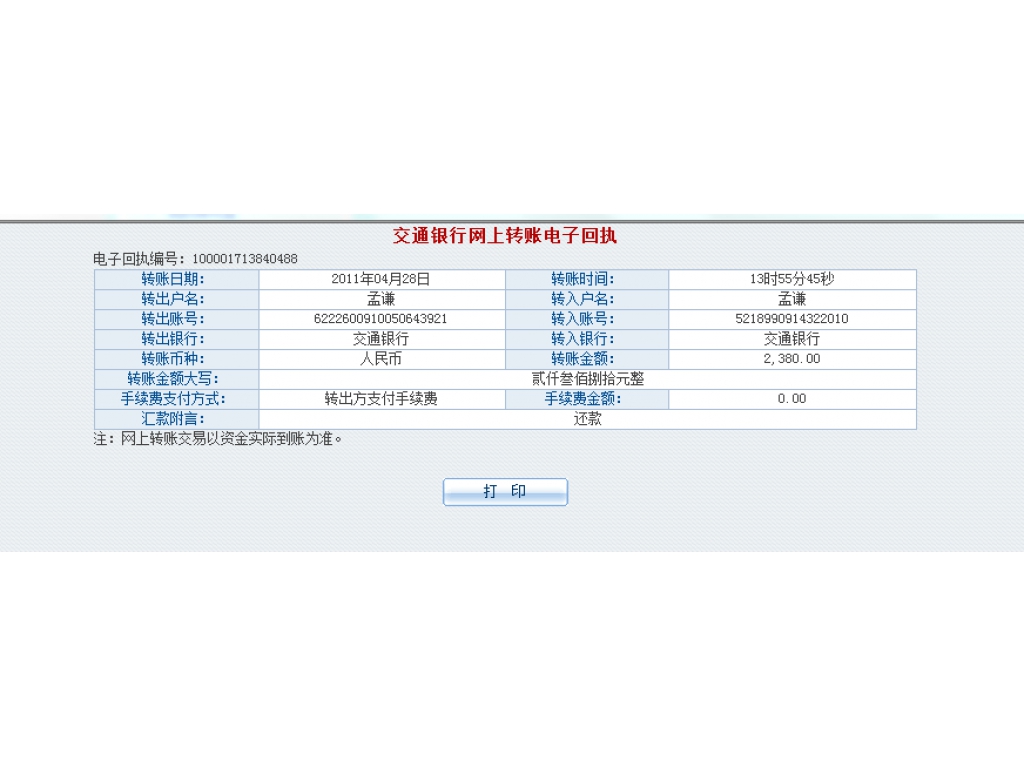 交通银行网上转账电子回执
电子回执编号：100001713840488
转账日期： 2011年04月28日 转账时间： 13时55分45秒
转出户名： 孟谦 转入户名： 孟谦
转出账号： 6222600910050643921 转入账号： 5218990914322010
转出银行： 交通银行 转入银行： 交通银行
转账币种： 人民币 转账金额： 2,380.00
转账金额大写： 贰仟叁佰捌拾元整
手续费支付方式： 转出方支付手续费 手续费金额： 0.00
汇款附言： 还款
注：网上转账交易以资金实际到账为准。
打 印